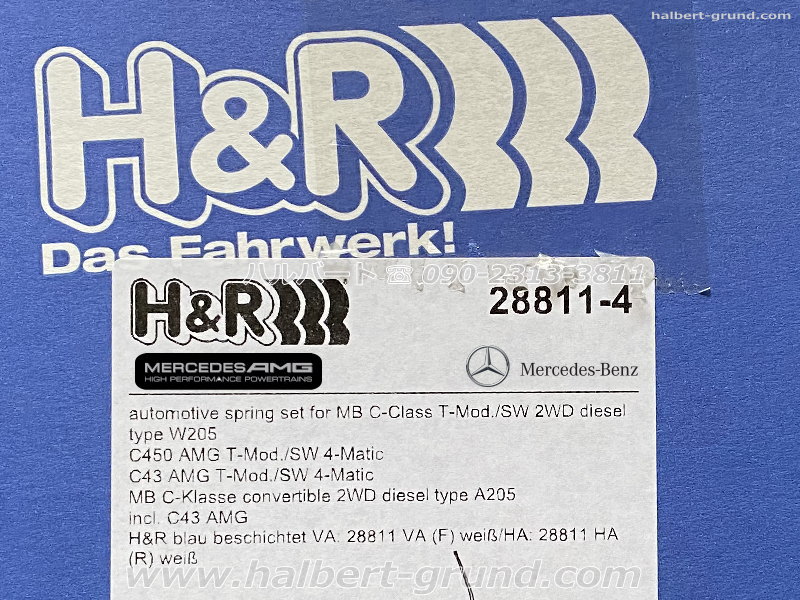 halbert-grund.com
H&R
Das Fahrwerk!
ハルバート ☎ 090-2313-3811
H&R 28811-4
MERCEDES AMG
HIGH PERFORMANCE POWERTRAINS
Mercedes-Benz
automotive spring set for MB C-Class T-Mod./SW 2WD diesel
type W205
C450 AMG T-Mod./SW 4-Matic
C43 AMG T-Mod./SW 4-Matic
MB C-Klasse convertible 2WD diesel type A205
incl. C43 AMG
H&R blau beschichtet VA: 28811 VA (F) weiß/HA: 28811 HA
(R) weiß
www.halbert-grund.com